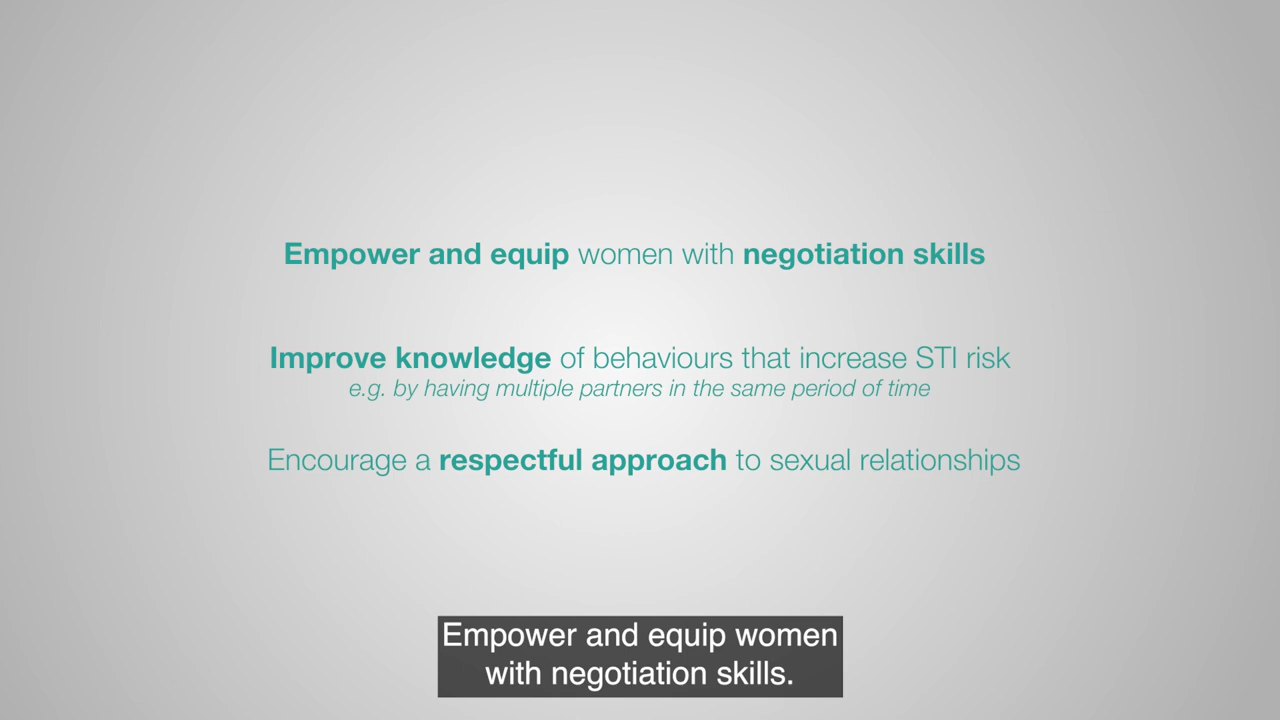 Empower and equip women with negotiation skills
Improve knowledge of behaviours that increase STI risk
e.g. by having multiple partners in the same period of time
Encourage a respectful approach to sexual relationships
Empower and equip women
with negotiation skills.